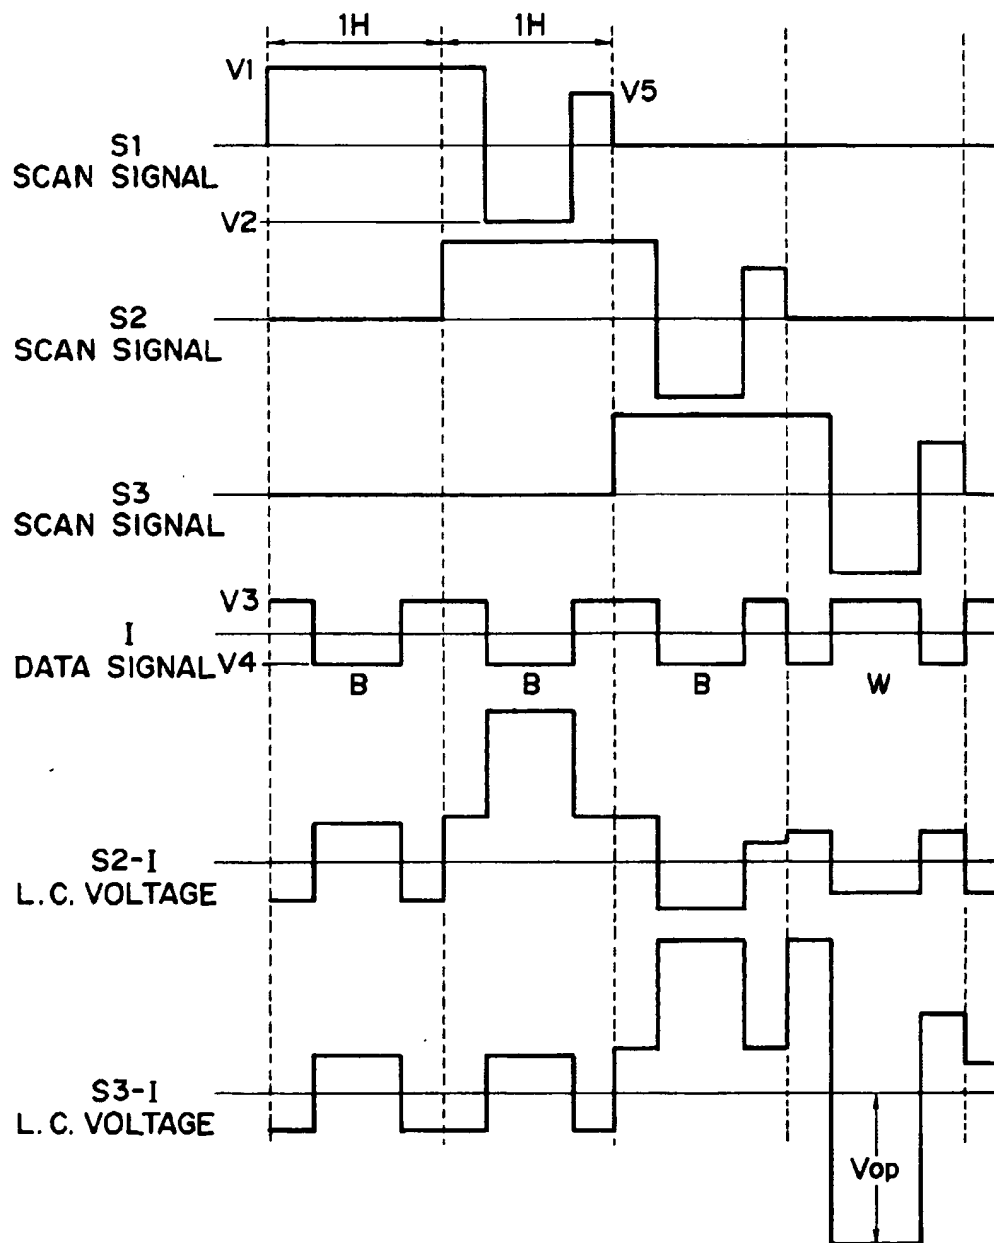 1H 1H
V1
V5
S1
SCAN SIGNAL
V2
S2
SCAN SIGNAL
S3
SCAN SIGNAL
V3
I
DATA SIGNAL
V4
B B B W
S2-I
L.C. VOLTAGE
S3-I
L.C. VOLTAGE
Vop